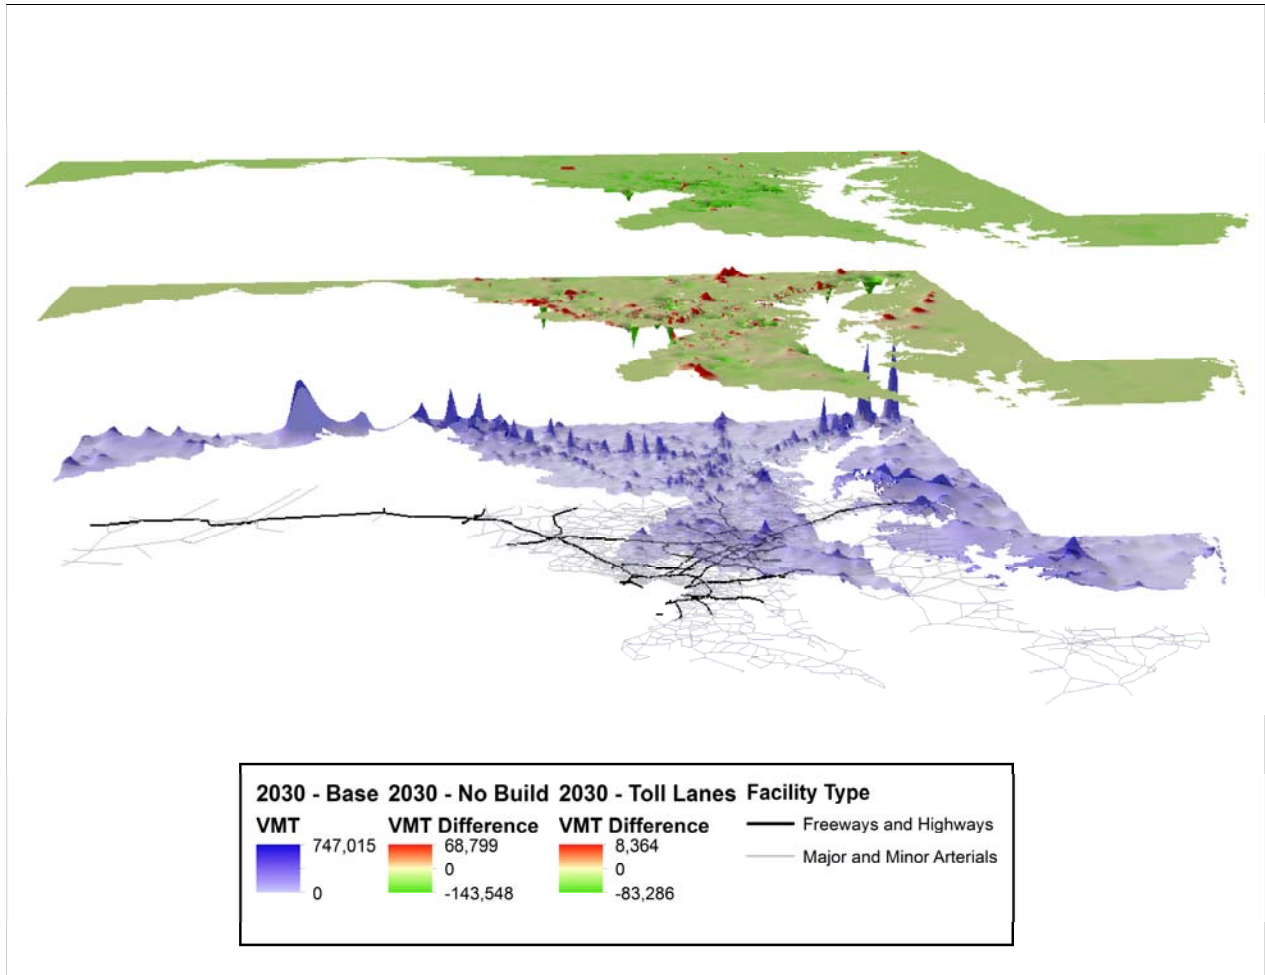 2030 - Base 2030 - No Build 2030 - Toll Lanes Facility Type
VMT VMT Difference VMT Difference Freeways and Highways
747,015 68,799 8,364
0 0 Major and Minor Arterials
0 -143,548 -83,286